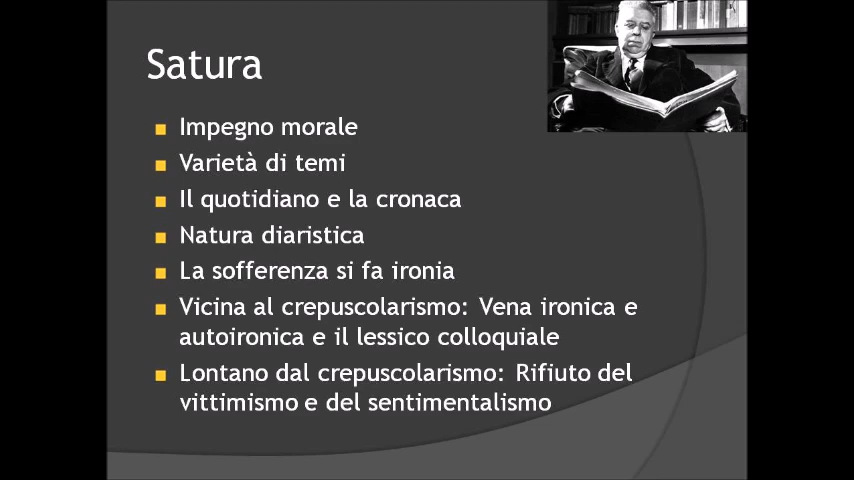 Satura
Impegno morale
Varietà di temi
Il quotidiano e la cronaca
Natura diaristica
La sofferenza si fa ironia
Vicina al crepuscolarismo: Vena ironica e
autoironica e il lessico colloquiale
Lontano dal crepuscolarismo: Rifiuto del
vittimismo e del sentimentalismo